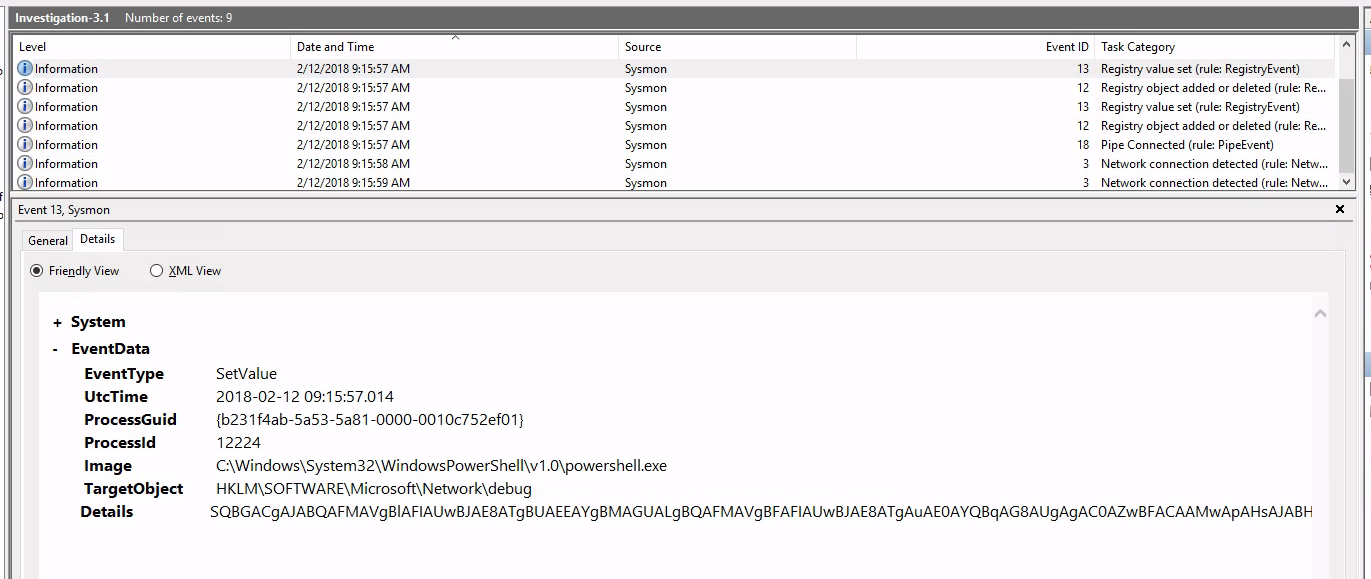 Investigation-3.1 Number of events: 9
Level Date and Time Source Event ID Task Category
Information 2/12/2018 9:15:57 AM Sysmon 13 Registry value set (rule: RegistryEvent)
Information 2/12/2018 9:15:57 AM Sysmon 12 Registry object added or deleted (rule: Re...
Information 2/12/2018 9:15:57 AM Sysmon 13 Registry value set (rule: RegistryEvent)
Information 2/12/2018 9:15:57 AM Sysmon 12 Registry object added or deleted (rule: Re...
Information 2/12/2018 9:15:57 AM Sysmon 18 Pipe Connected (rule: PipeEvent)
Information 2/12/2018 9:15:58 AM Sysmon 3 Network connection detected (rule: Netw...
Information 2/12/2018 9:15:59 AM Sysmon 3 Network connection detected (rule: Netw...
Event 13, Sysmon
General Details
Friendly View XML View
+ System
- EventData
EventType SetValue
UtcTime 2018-02-12 09:15:57.014
ProcessGuid {b231f4ab-5a53-5a81-0000-0010c752ef01}
ProcessId 12224
Image C:\Windows\System32\WindowsPowerShell\v1.0\powershell.exe
TargetObject HKLM\SOFTWARE\Microsoft\Network\debug
Details SQBGACgAJABQAFMAVgBlAFIAUwBJAE8ATgBUAEEAYgBMAGUALgBQAFMAVgBFAFIAUwBJAE8ATgAuAE0AYQBqAG8AUgAgAC0AZwBFACAAMwApAHsAJABH